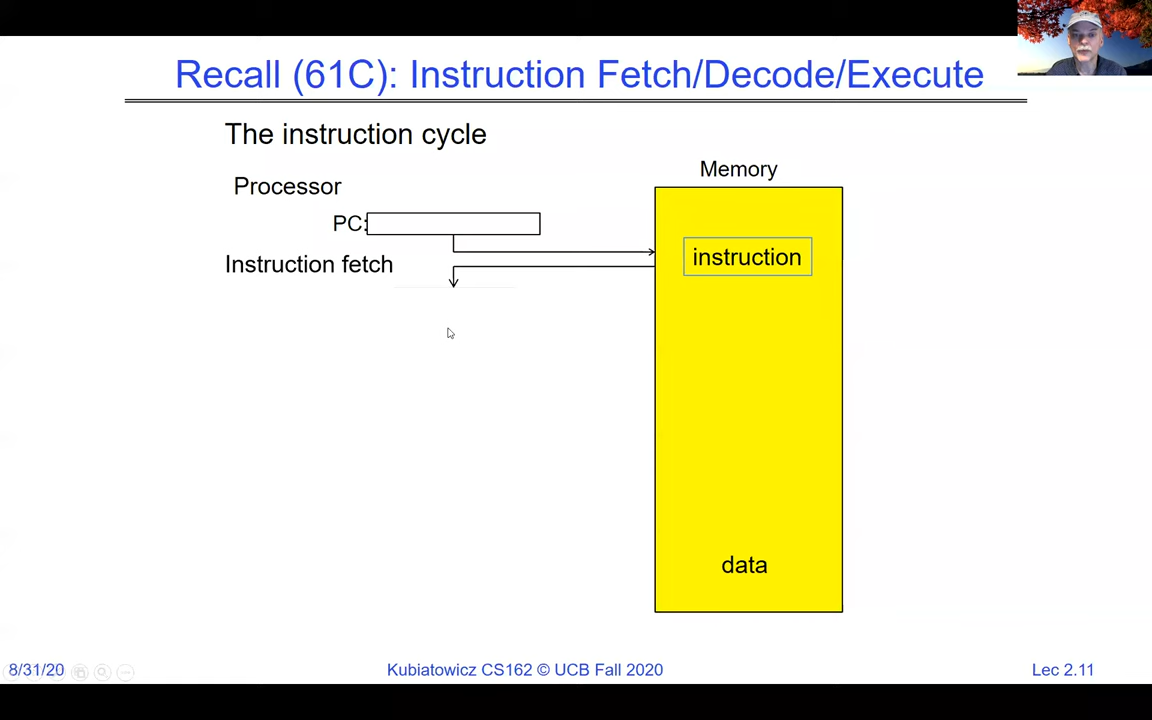 Recall (61C): Instruction Fetch/Decode/Execute
The instruction cycle
Memory
Processor
PC:
instruction
Instruction fetch
data
8/31/20
Kubiatowicz CS162 © UCB Fall 2020
Lec 2.11